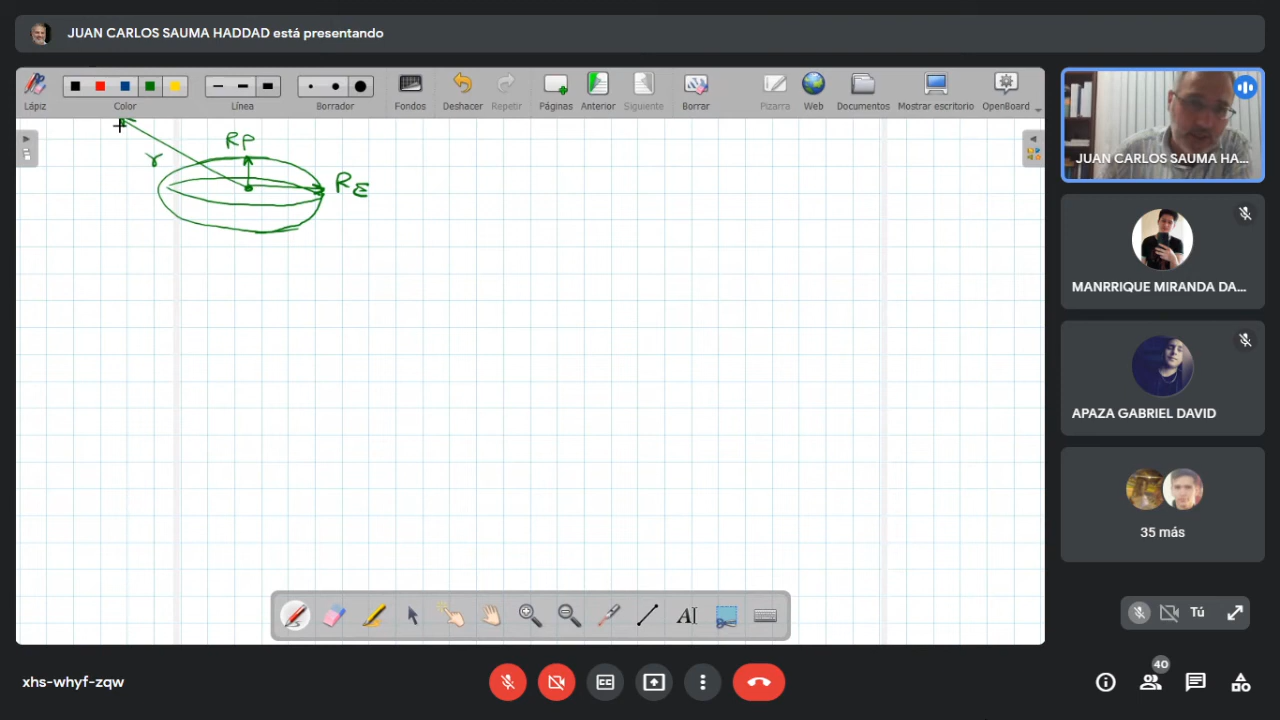 JUAN CARLOS SAUMA HADDAD está presentando
Lápiz
Color
Línea
Borrador
Fondos
Deshacer
Repetir
Páginas
Anterior
Siguiente
Borrar
Pizarra
Web
Documentos
Mostrar escritorio
OpenBoard
r
RP
RE
AI
JUAN CARLOS SAUMA HA...
MANRRIQUE MIRANDA DA...
APAZA GABRIEL DAVID
35 más
Tú
xhs-whyf-zqw
CC
40